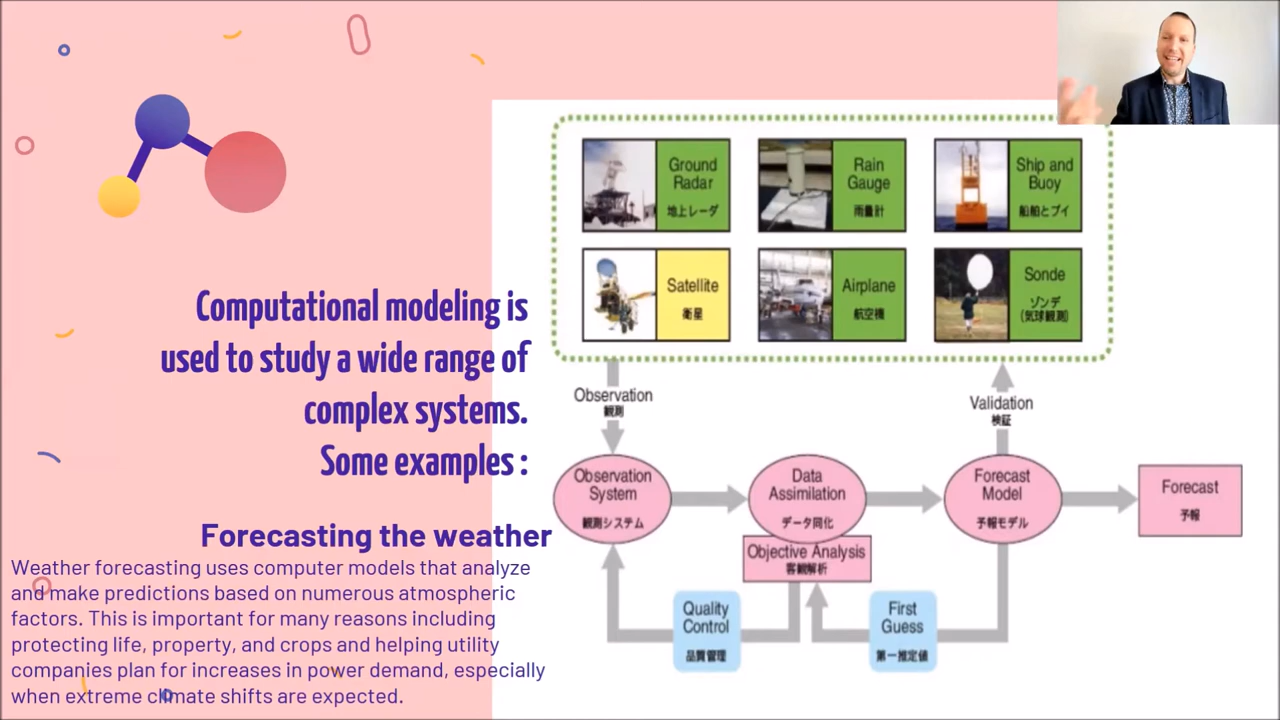 Computational modeling is
used to study a wide range of
complex systems.
Some examples :
Forecasting the weather
Weather forecasting uses computer models that analyze
and make predictions based on numerous atmospheric
factors. This is important for many reasons including
protecting life, property, and crops and helping utility
companies plan for increases in power demand, especially
when extreme climate shifts are expected.
Ground
Radar
地上レーダ
Rain
Gauge
雨量計
Ship and
Buoy
船舶とブイ
Satellite
衛星
Airplane
航空機
Sonde
ゾンデ
(気球観測)
Observation
観測
Validation
検証
Observation
System
観測システム
Data
Assimilation
データ同化
Forecast
Model
予報モデル
Forecast
予報
Objective Analysis
客観解析
Quality
Control
品質管理
First
Guess
第一推定値